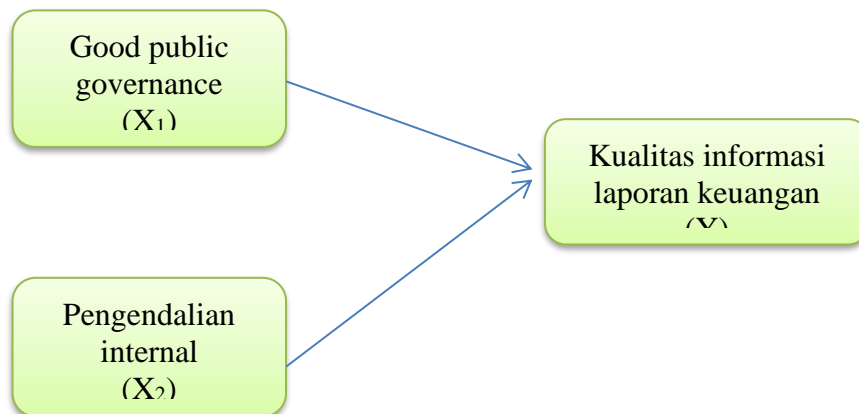 Good public
governance
(X1)
Kualitas informasi
laporan keuangan
(Y)
Pengendalian
internal
(X2)